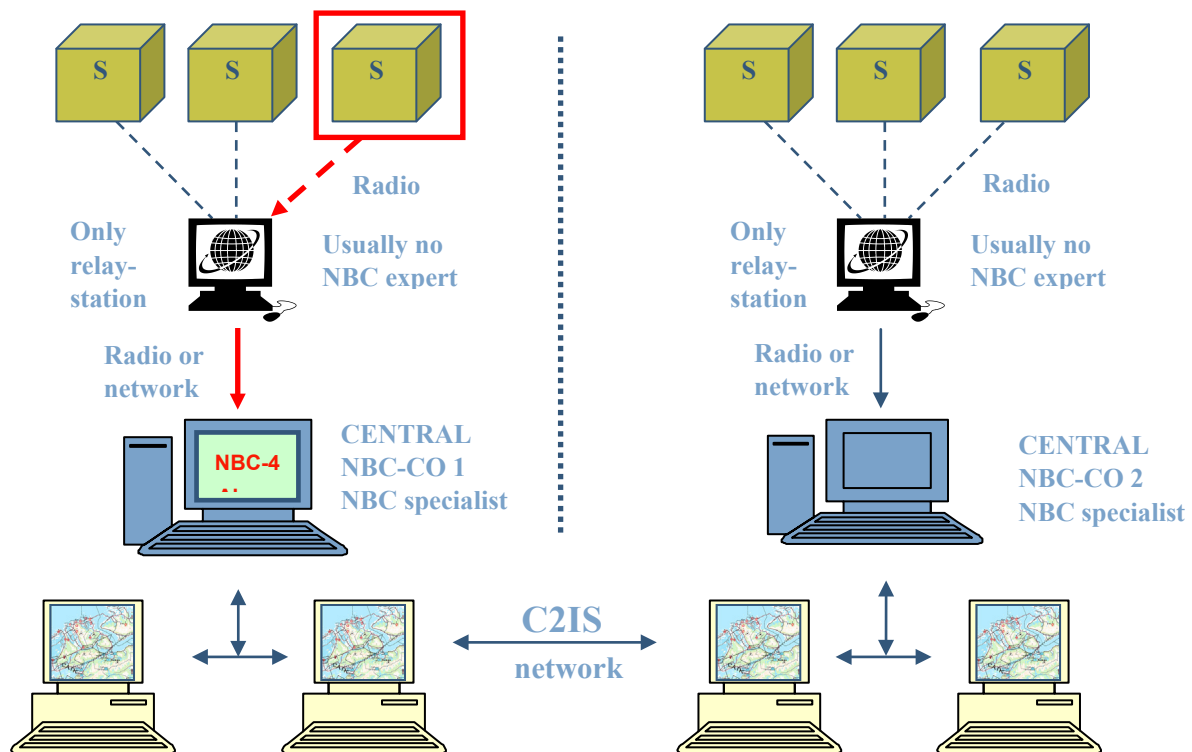 S
S
S
S
S
S
Radio
Radio
Only
relay-
station
Usually no
NBC expert
Only
relay-
station
Usually no
NBC expert
Radio or
network
Radio or
network
NBC-4
CENTRAL
NBC-CO 1
NBC specialist
CENTRAL
NBC-CO 2
NBC specialist
C2IS
network